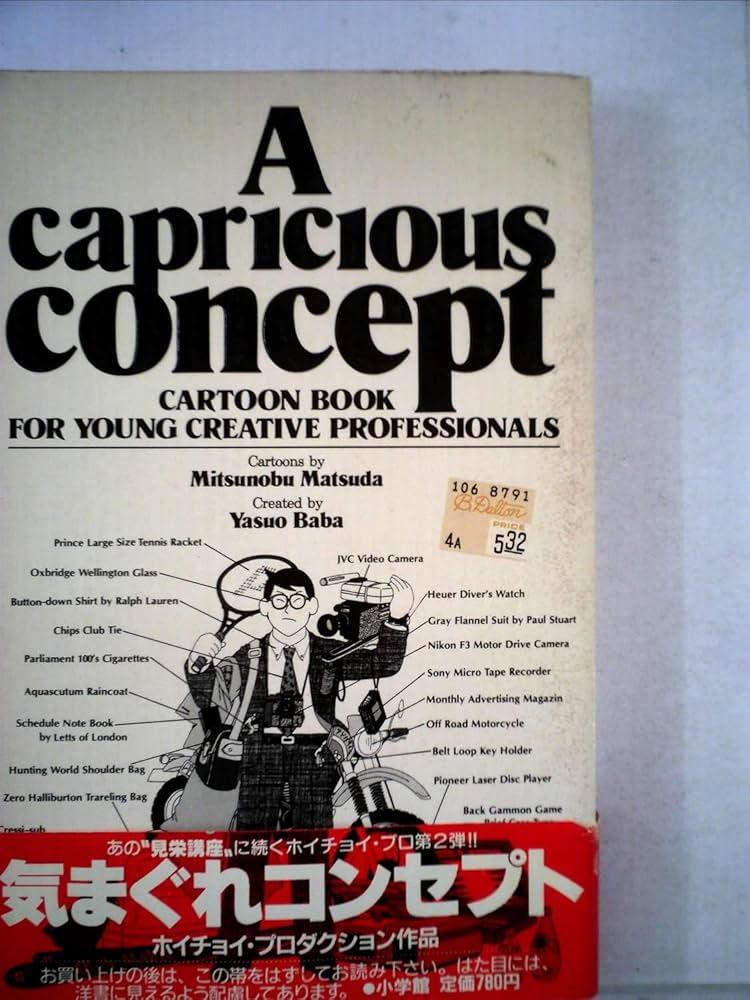 A
capricious
concept
CARTOON BOOK
FOR YOUNG CREATIVE PROFESSIONALS
Cartoons by
Mitsunobu Matsuda
Created by
Yasuo Baba
106 8791
B. Dalton
PRICE
4A 532
Prince Large Size Tennis Racket
Oxbridge Wellington Glass
Button-down Shirt by Ralph Lauren
Chips Club Tie
Parliament 100's Cigarettes
Aquascutum Raincoat
Schedule Note Book
by Letts of London
Hunting World Shoulder Bag
Zero Halliburton Trareling Bag
Cressi-sub
JVC Video Camera
Heuer Diver's Watch
Gray Flannel Suit by Paul Stuart
Nikon F3 Motor Drive Camera
Sony Micro Tape Recorder
Monthly Advertising Magazin
Off Road Motorcycle
Belt Loop Key Holder
Pioneer Laser Disc Player
Back Gammon Game
あの〝見栄講座〟に続くホイチョイ・プロ第2弾!!
気まぐれコンセプト
ホイチョイ・プロダクション作品
お買い上げの後は、この帯をはずしてお読み下さい。はた目には、
洋書に見えるよう配慮してあります。 ●小学館 定価780円